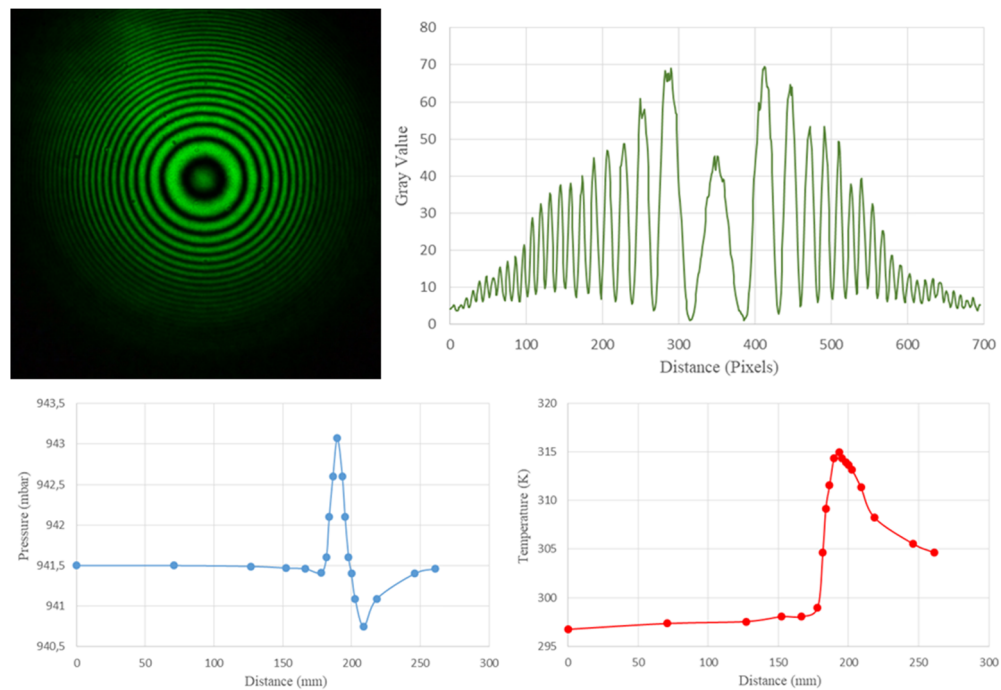 80
70
60
50
40
30
20
10
0
Gray Value
0 100 200 300 400 500 600 700
Distance (Pixels)
943,5
943
942,5
942
941,5
941
940,5
Pressure (mbar)
0 50 100 150 200 250 300
Distance (mm)
320
315
310
305
300
295
Temperature (K)
0 50 100 150 200 250 300
Distance (mm)